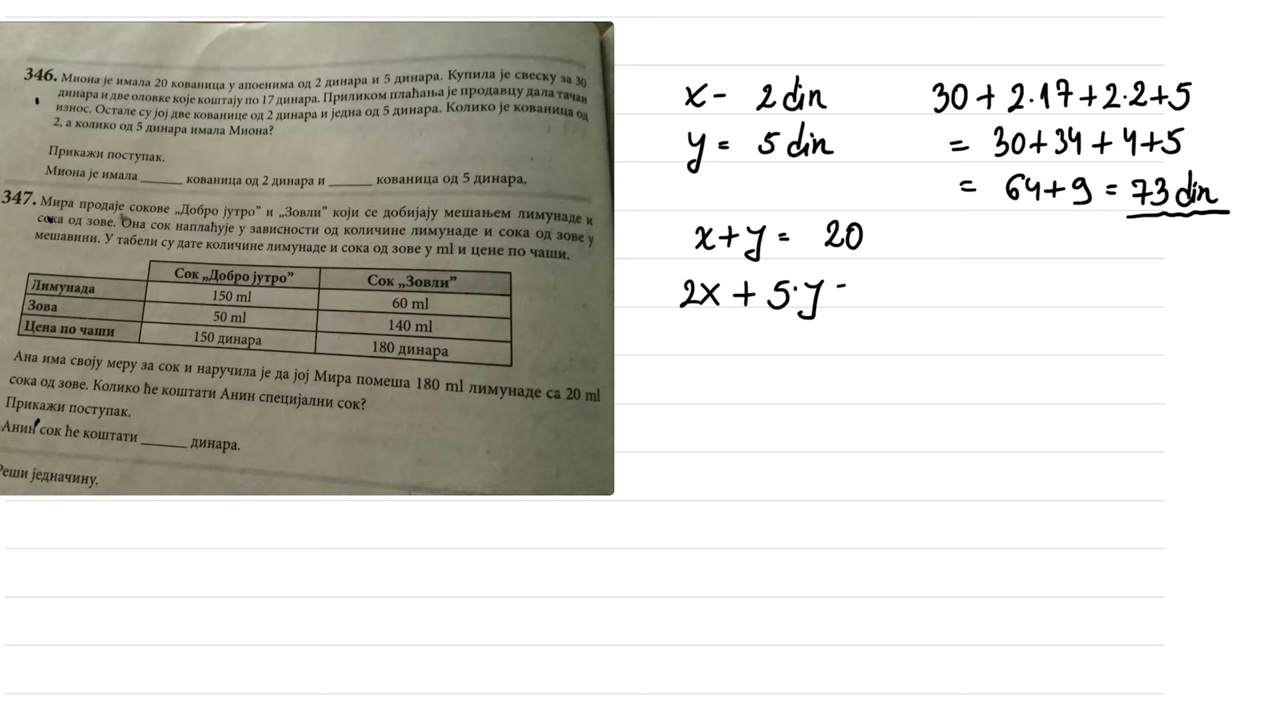 346. Миона је имала 20 кованица у апоенима од 2 динара и 5 динара. Купила је свеску за 30
динара и две оловке које коштају по 17 динара. Приликом плаћања је продавцу дала тачан
износ. Остале су јој две кованице од 2 динара и једна од 5 динара. Колико је кованица од
2, а колико од 5 динара имала Миона?
Прикажи поступак.
Миона је имала ______ кованица од 2 динара и ______ кованица од 5 динара.
347. Мира продаје сокове „Добро јутро” и „Зовли” који се добијају мешањем лимунаде и
сока од зове. Она сок наплаћује у зависности од количине лимунаде и сока од зове у
мешавини. У табели су дате количине лимунаде и сока од зове у ml и цене по чаши.
Сок „Добро јутро” Сок „Зовли”
Лимунада 150 ml 60 ml
Зова 50 ml 140 ml
Цена по чаши 150 динара 180 динара
Ана има своју меру за сок и наручила је да јој Мира помеша 180 ml лимунаде са 20 ml
сока од зове. Колико ће коштати Анин специјални сок?
Прикажи поступак.
Анин сок ће коштати ______ динара.
Реши једначину.
x - 2 din
y = 5 din
x+y = 20
2x + 5·y -
30 + 2·17 + 2·2 + 5
= 30+34 + 4+5
= 64+9 = 73 din